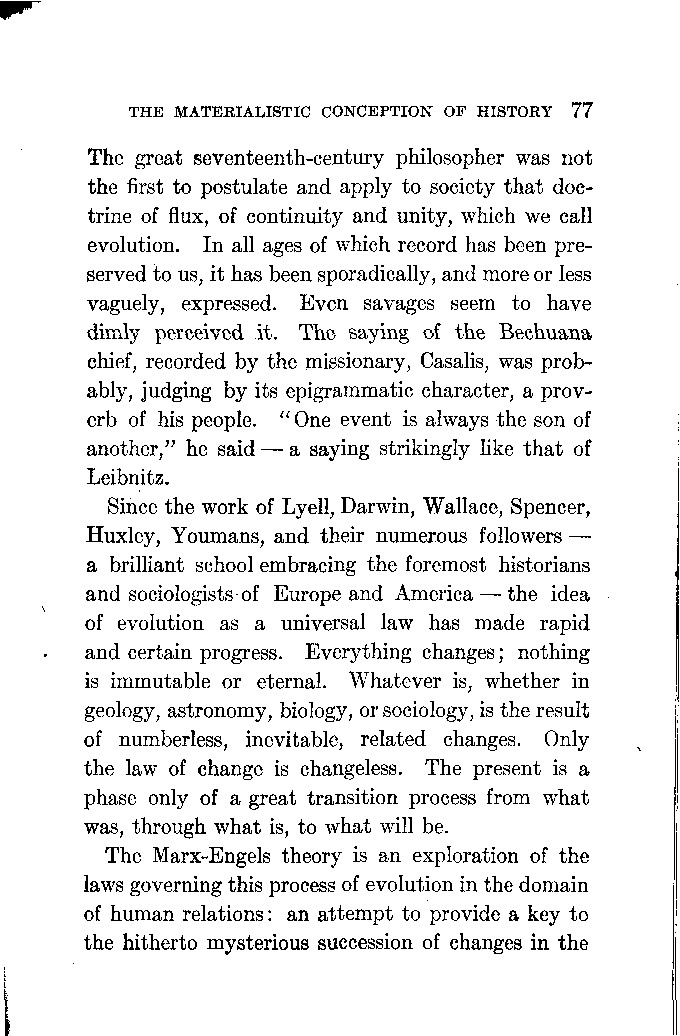 THE MATERIALISTIC CONCEPTION OF HISTORY 77
The great seventeenth-century philosopher was not
the first to postulate and apply to society that doc-
trine of flux, of continuity and unity, which we call
evolution. In all ages of which record has been pre-
served to us, it has been sporadically, and more or less
vaguely, expressed. Even savages seem to have
dimly perceived it. The saying of the Bechuana
chief, recorded by the missionary, Casalis, was prob-
ably, judging by its epigrammatic character, a prov-
erb of his people. "One event is always the son of
another," he said — a saying strikingly like that of
Leibnitz.
Since the work of Lyell, Darwin, Wallace, Spencer,
Huxley, Youmans, and their numerous followers —
a brilliant school embracing the foremost historians
and sociologists of Europe and America — the idea
of evolution as a universal law has made rapid
and certain progress. Everything changes; nothing
is immutable or eternal. Whatever is, whether in
geology, astronomy, biology, or sociology, is the result
of numberless, inevitable, related changes. Only
the law of change is changeless. The present is a
phase only of a great transition process from what
was, through what is, to what will be.
The Marx-Engels theory is an exploration of the
laws governing this process of evolution in the domain
of human relations: an attempt to provide a key to
the hitherto mysterious succession of changes in the